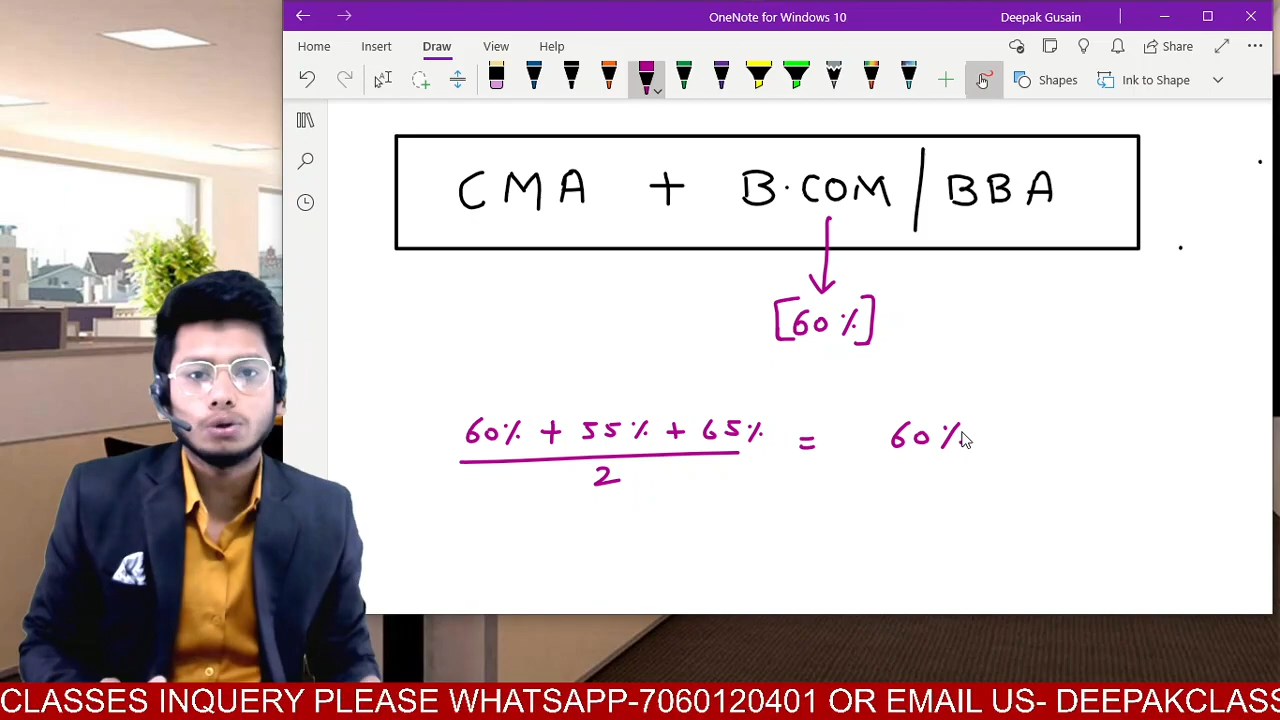 OneNote for Windows 10
Deepak Gusain
Home Insert Draw View Help
Share
Shapes
Ink to Shape
CMA + B.COM / BBA
[60%]
60% + 55% + 65%
2
= 60%
CLASSES INQUERY PLEASE WHATSAPP-7060120401 OR EMAIL US- DEEPAKCLASS